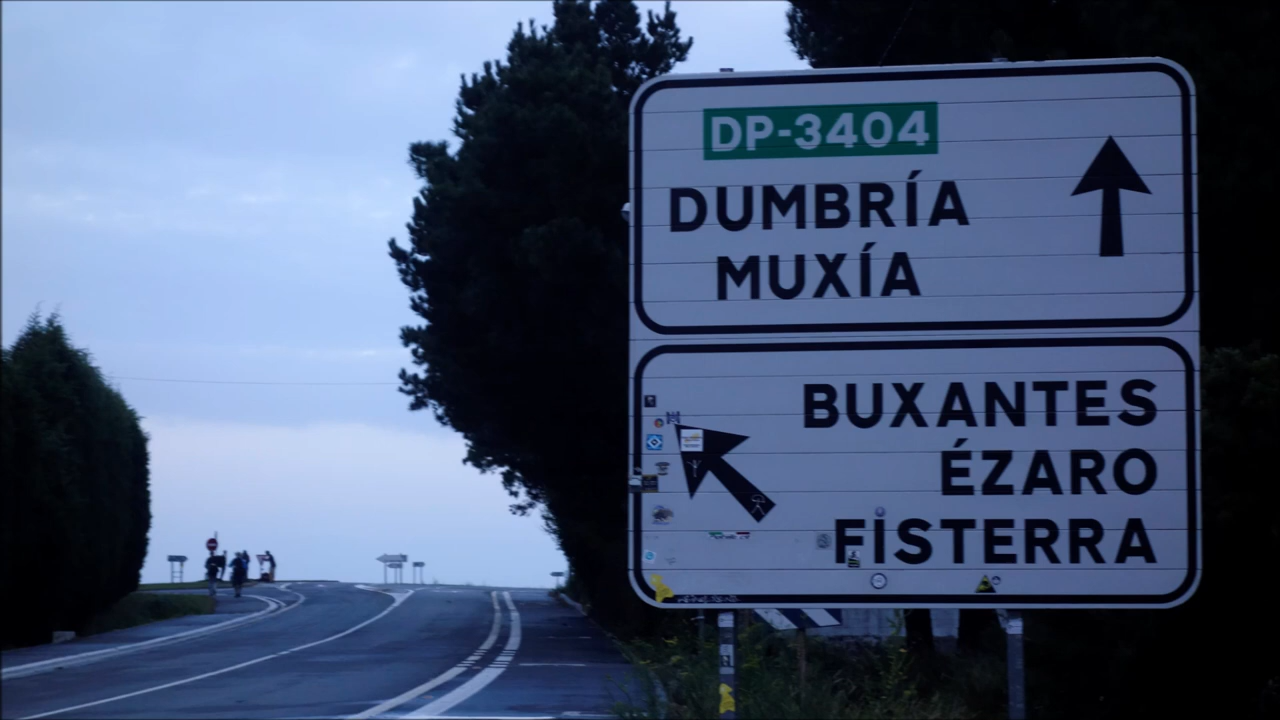 DP-3404
DUMBRÍA
MUXÍA
BUXANTES
ÉZARO
FISTERRA